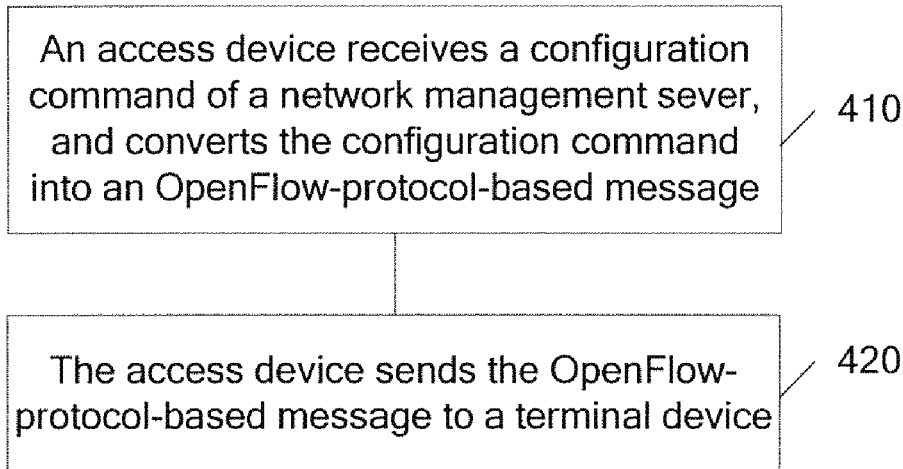 An access device receives a configuration
command of a network management sever,
and converts the configuration command
into an OpenFlow-protocol-based message
410
The access device sends the OpenFlow-
protocol-based message to a terminal device
420